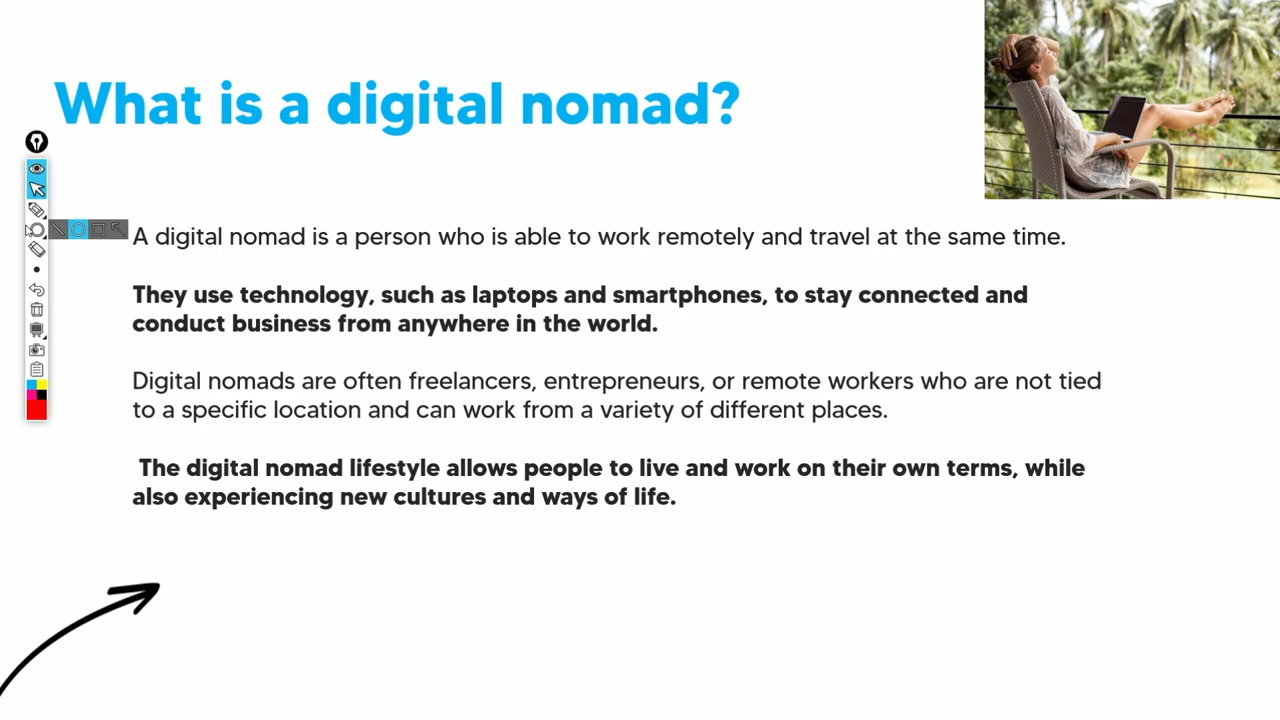 What is a digital nomad?
A digital nomad is a person who is able to work remotely and travel at the same time.
They use technology, such as laptops and smartphones, to stay connected and
conduct business from anywhere in the world.
Digital nomads are often freelancers, entrepreneurs, or remote workers who are not tied
to a specific location and can work from a variety of different places.
The digital nomad lifestyle allows people to live and work on their own terms, while
also experiencing new cultures and ways of life.